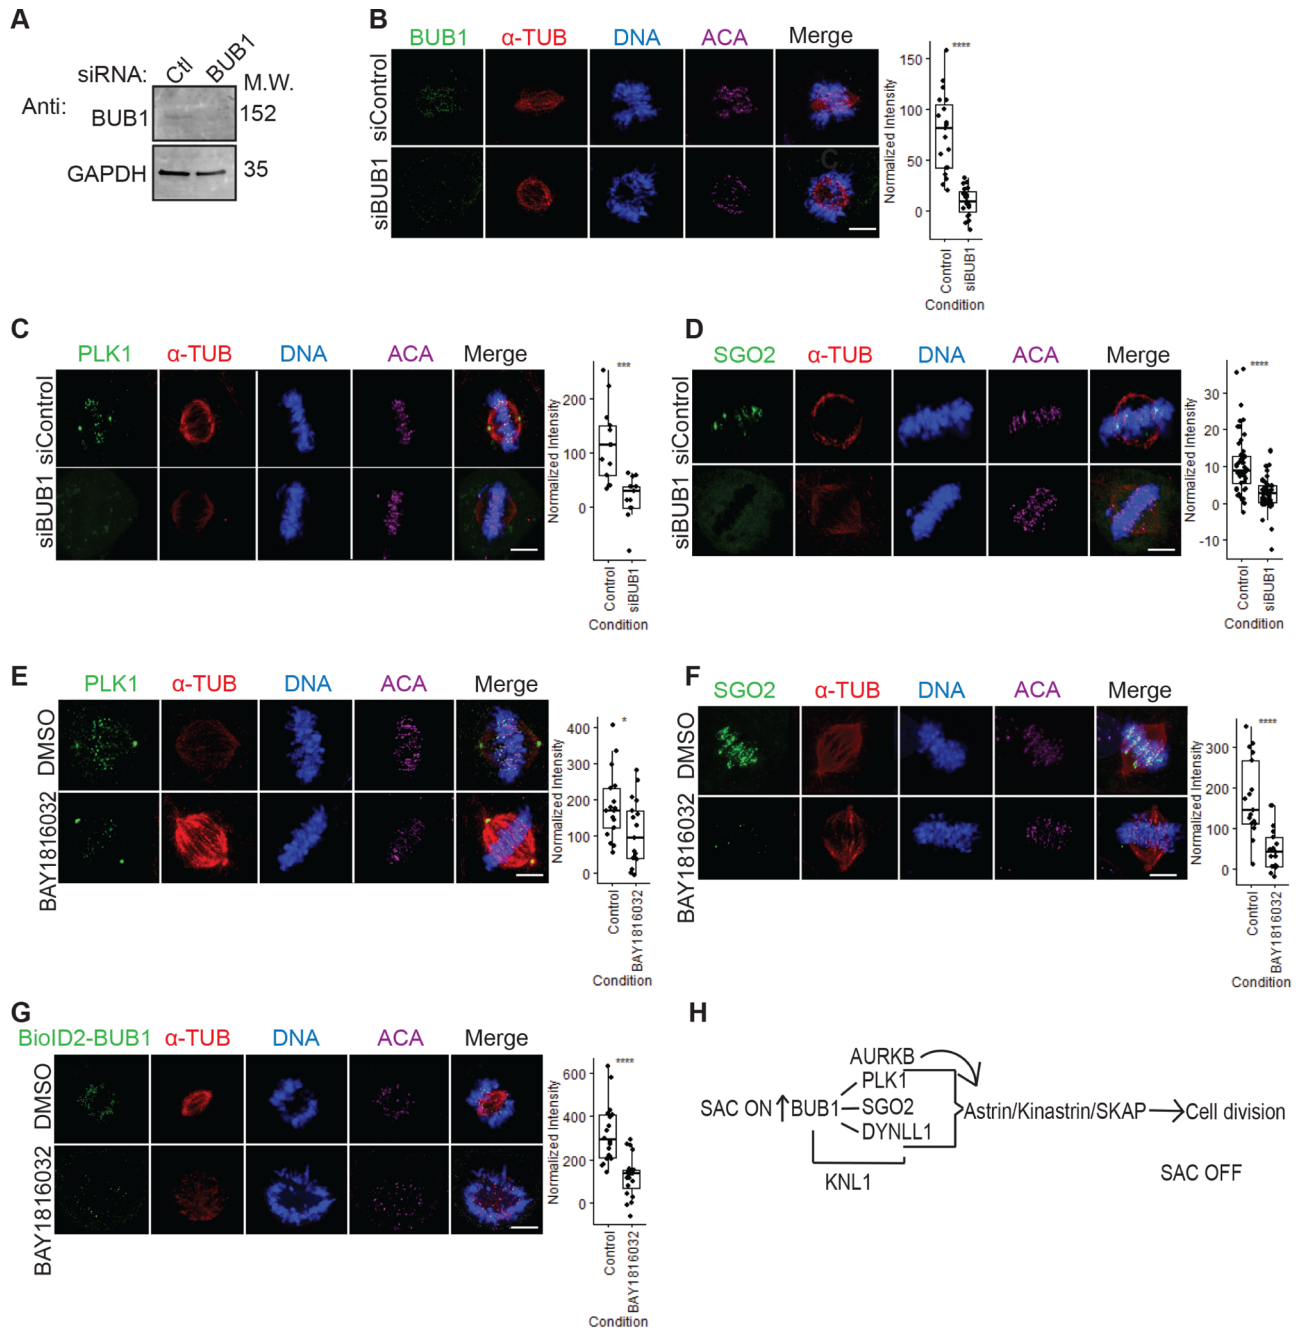 A
siRNA: Ctl BUB1 M.W.
Anti:
BUB1 152
GAPDH 35
B
BUB1 α-TUB DNA ACA Merge
siControl
siBUB1
C
Normalized Intensity
150
100
50
0
****
Control
siBUB1
Condition
C
PLK1 α-TUB DNA ACA Merge
siControl
siBUB1
Normalized Intensity
200
100
0
***
Control
siBUB1
Condition
D
SGO2 α-TUB DNA ACA Merge
siControl
siBUB1
Normalized Intensity
30
20
10
0
-10
****
Control
siBUB1
Condition
E
PLK1 α-TUB DNA ACA Merge
DMSO
BAY1816032
Normalized Intensity
400
300
200
100
0
*
Control
BAY1816032
Condition
F
SGO2 α-TUB DNA ACA Merge
DMSO
BAY1816032
Normalized Intensity
300
200
100
0
****
Control
BAY1816032
Condition
G
BioID2-BUB1 α-TUB DNA ACA Merge
DMSO
BAY1816032
Normalized Intensity
600
400
200
0
****
Control
BAY1816032
Condition
H
AURKB
PLK1
SAC ON ↑BUB1 SGO2 Astrin/Kinastrin/SKAP → Cell division
DYNLL1
KNL1
SAC OFF